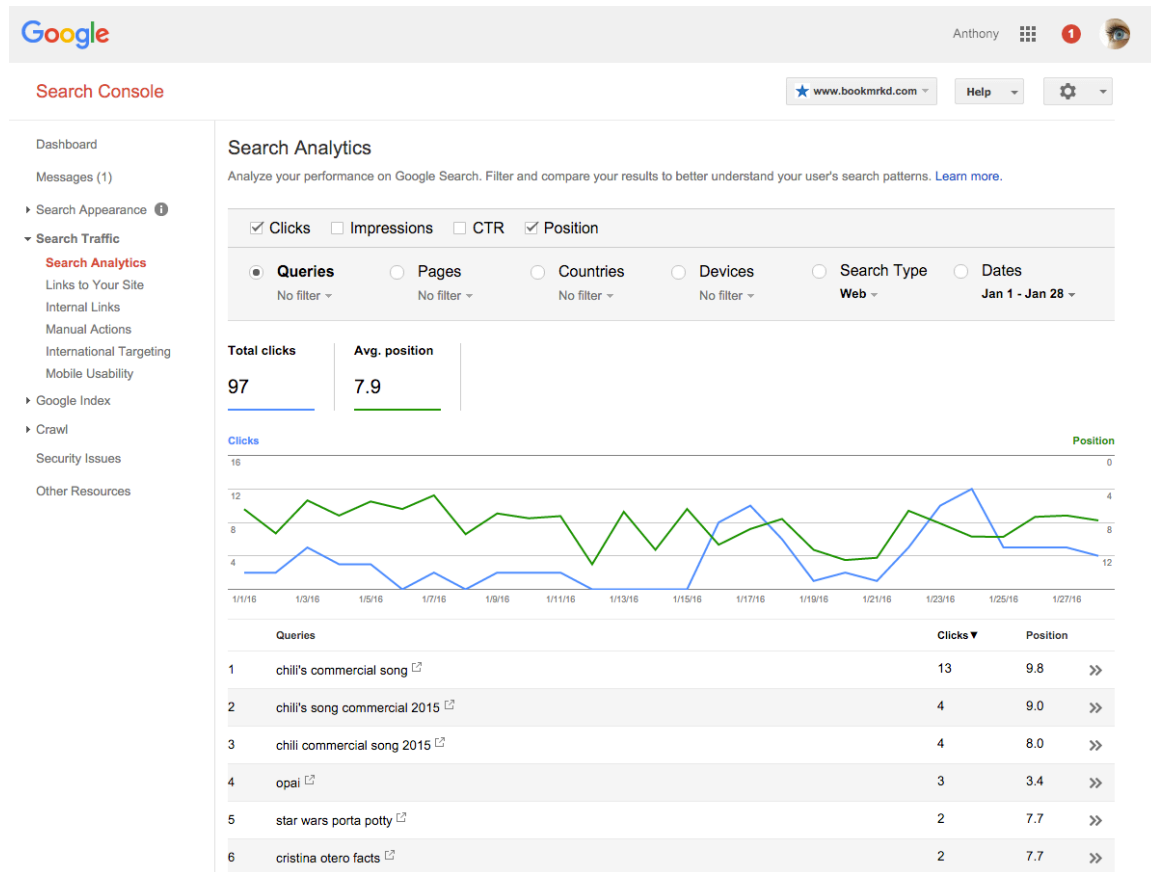 Google
Anthony
1
Search Console
www.bookmrkd.com
Help
Dashboard
Messages (1)
Search Appearance
Search Traffic
Search Analytics
Links to Your Site
Internal Links
Manual Actions
International Targeting
Mobile Usability
Google Index
Crawl
Security Issues
Other Resources
Search Analytics
Analyze your performance on Google Search. Filter and compare your results to better understand your user's search patterns. Learn more.
Clicks Impressions CTR Position
Queries Pages Countries Devices Search Type Dates
No filter No filter No filter No filter Web Jan 1 - Jan 28
Total clicks Avg. position
97 7.9
Clicks Position
16 0
12 4
8 8
4 12
1/1/16 1/3/16 1/5/16 1/7/16 1/9/16 1/11/16 1/13/16 1/15/16 1/17/16 1/19/16 1/21/16 1/23/16 1/25/16 1/27/16
Queries Clicks▼ Position
1 chili's commercial song 13 9.8 »
2 chili's song commercial 2015 4 9.0 »
3 chili commercial song 2015 4 8.0 »
4 opai 3 3.4 »
5 star wars porta potty 2 7.7 »
6 cristina otero facts 2 7.7 »